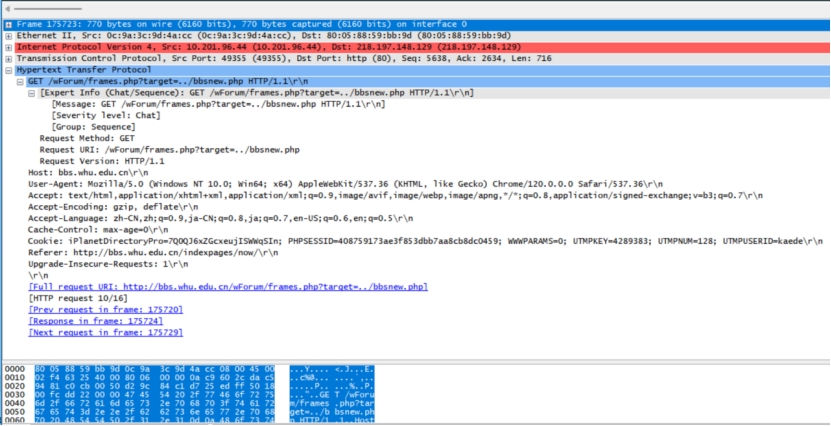 Frame 175723: 770 bytes on wire (6160 bits), 770 bytes captured (6160 bits) on interface 0
Ethernet II, Src: 0c:9a:3c:9d:4a:cc (0c:9a:3c:9d:4a:cc), Dst: 80:05:88:59:bb:9d (80:05:88:59:bb:9d)
Internet Protocol Version 4, Src: 10.201.96.44 (10.201.96.44), Dst: 218.197.148.129 (218.197.148.129)
Transmission Control Protocol, Src Port: 49355 (49355), Dst Port: http (80), Seq: 5638, Ack: 2634, Len: 716
Hypertext Transfer Protocol
GET /wForum/frames.php?target=../bbsnew.php HTTP/1.1\r\n
[Expert Info (Chat/Sequence): GET /wForum/frames.php?target=../bbsnew.php HTTP/1.1\r\n]
[Message: GET /wForum/frames.php?target=../bbsnew.php HTTP/1.1\r\n]
[Severity level: Chat]
[Group: Sequence]
Request Method: GET
Request URI: /wForum/frames.php?target=../bbsnew.php
Request Version: HTTP/1.1
Host: bbs.whu.edu.cn\r\n
User-Agent: Mozilla/5.0 (Windows NT 10.0; Win64; x64) AppleWebKit/537.36 (KHTML, like Gecko) Chrome/120.0.0.0 Safari/537.36\r\n
Accept: text/html,application/xhtml+xml,application/xml;q=0.9,image/avif,image/webp,image/apng,*/*;q=0.8,application/signed-exchange;v=b3;q=0.7\r\n
Accept-Encoding: gzip, deflate\r\n
Accept-Language: zh-CN,zh;q=0.9,ja-CN;q=0.8,ja;q=0.7,en-US;q=0.6,en;q=0.5\r\n
Cache-Control: max-age=0\r\n
Cookie: iPlanetDirectoryPro=7Q0QJ6xZGcxeujISWWqSIn; PHPSESSID=408759173ae3f853dbb7aa8cb8dc0459; WWWPARAMS=0; UTMPKEY=4289383; UTMPNUM=128; UTMPUSERID=kaede\r\n
Referer: http://bbs.whu.edu.cn/indexpages/now/\r\n
Upgrade-Insecure-Requests: 1\r\n
\r\n
[Full request URI: http://bbs.whu.edu.cn/wForum/frames.php?target=../bbsnew.php]
[HTTP request 10/16]
[Prev request in frame: 175720]
[Response in frame: 175724]
[Next request in frame: 175729]
0000 80 05 88 59 bb 9d 0c 9a 3c 9d 4a cc 08 00 45 00 ...Y.... <.J...E.
0010 02 f4 63 25 40 00 80 06 00 00 0a c9 60 2c da c5 ..c%@... ....`,..
0020 94 81 c0 cb 00 50 d2 9c 84 c1 d7 25 ed ff 50 18 .....P.. ...%..P.
0030 00 fc dd 22 00 00 47 45 54 20 2f 77 46 6f 72 75 ..."..GE T /wForu
0040 6d 2f 66 72 61 6d 65 73 2e 70 68 70 3f 74 61 72 m/frames .php?tar
0050 67 65 74 3d 2e 2e 2f 62 62 73 6e 65 77 2e 70 68 get=../b bsnew.ph
0060 70 20 48 54 54 50 2f 31 2e 31 0d 0a 48 6f 73 74 p HTTP/1 .1..Host